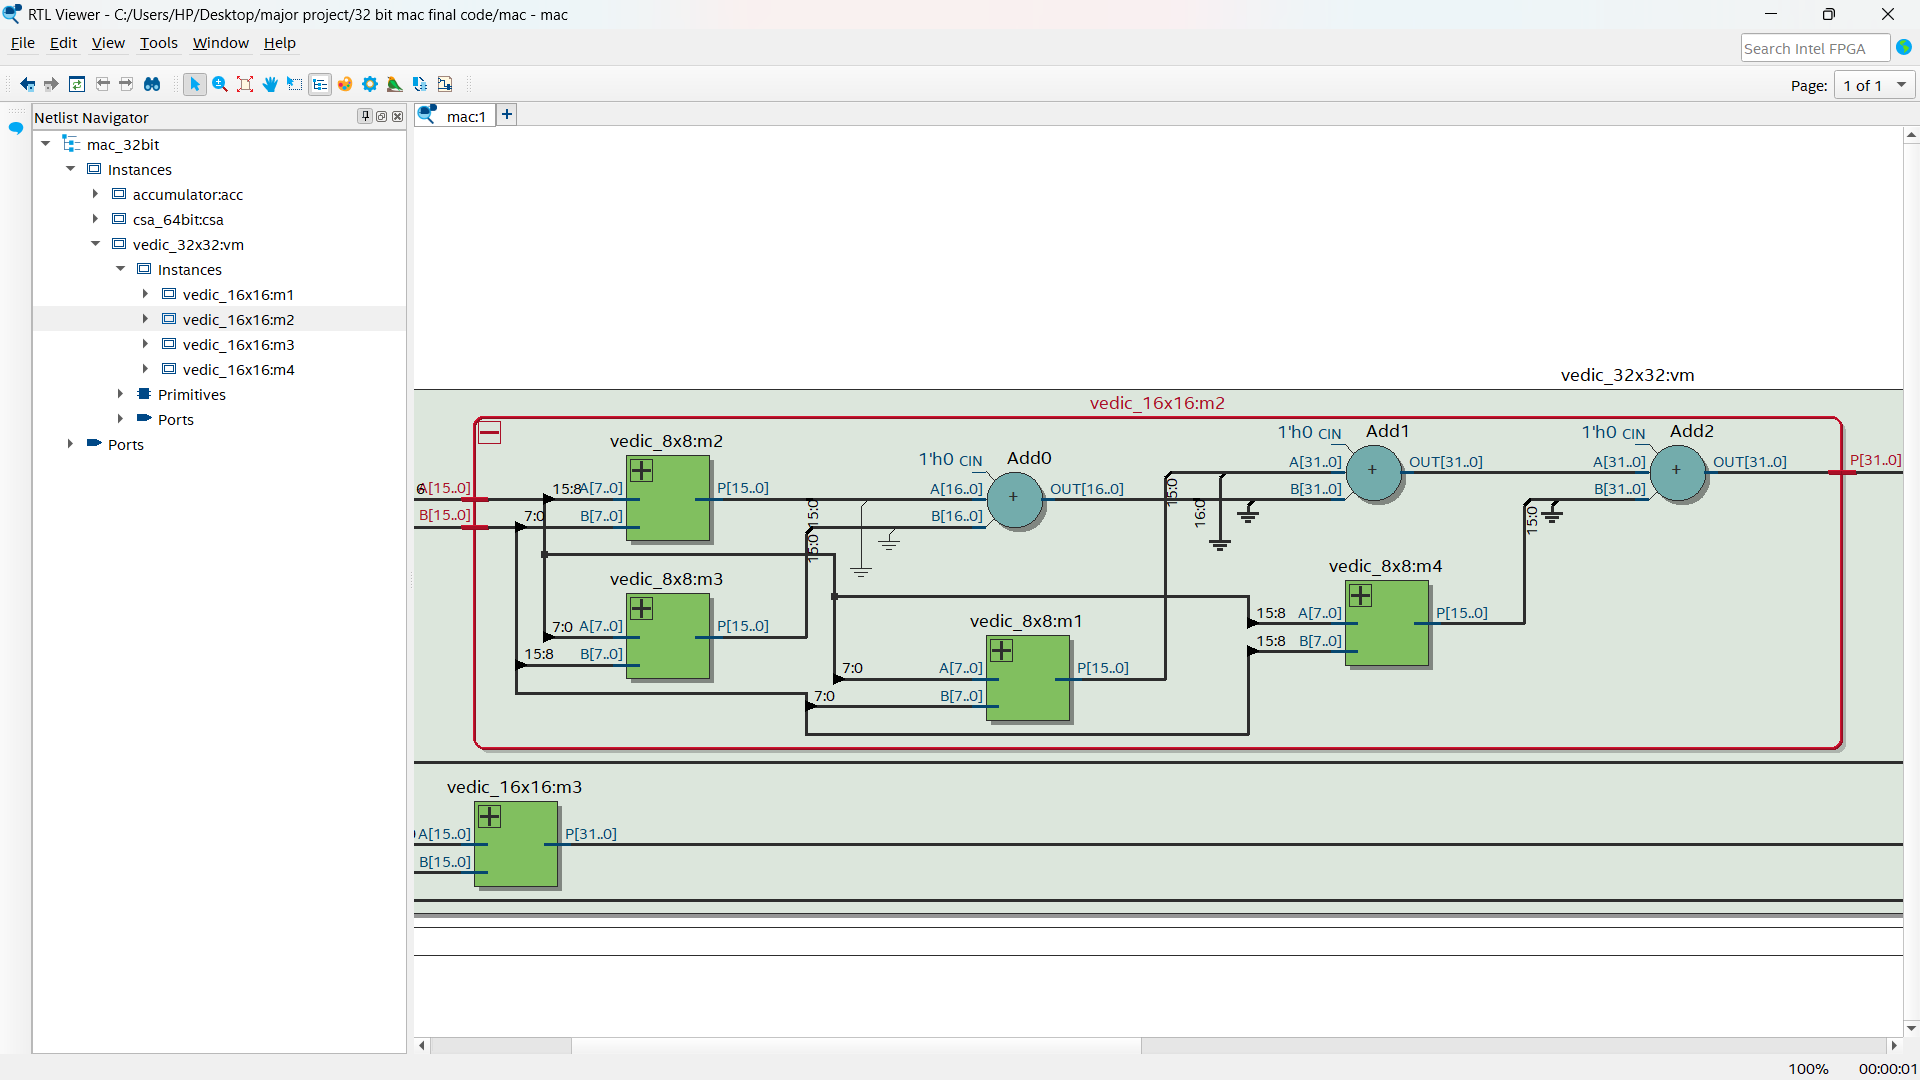 RTL Viewer - C:/Users/HP/Desktop/major project/32 bit mac final code/mac - mac
File Edit View Tools Window Help
Search Intel FPGA
Page: 1 of 1
Netlist Navigator
mac:1
mac_32bit
Instances
accumulator:acc
csa_64bit:csa
vedic_32x32:vm
Instances
vedic_16x16:m1
vedic_16x16:m2
vedic_16x16:m3
vedic_16x16:m4
Primitives
Ports
Ports
vedic_32x32:vm
vedic_16x16:m2
vedic_8x8:m2
1'h0 CIN Add0
1'h0 CIN Add1
1'h0 CIN Add2
A[15..0] 15:8 A[7..0] P[15..0]
B[15..0] 7:0 B[7..0]
15:0
15:0
A[16..0] OUT[16..0]
B[16..0]
15:0
16:0
A[31..0] OUT[31..0]
B[31..0]
15:0
A[31..0] OUT[31..0]
B[31..0]
P[31..0]
vedic_8x8:m3
7:0 A[7..0] P[15..0]
15:8 B[7..0]
vedic_8x8:m1
7:0 A[7..0] P[15..0]
7:0 B[7..0]
vedic_8x8:m4
15:8 A[7..0] P[15..0]
15:8 B[7..0]
vedic_16x16:m3
A[15..0] P[31..0]
B[15..0]
100% 00:00:01